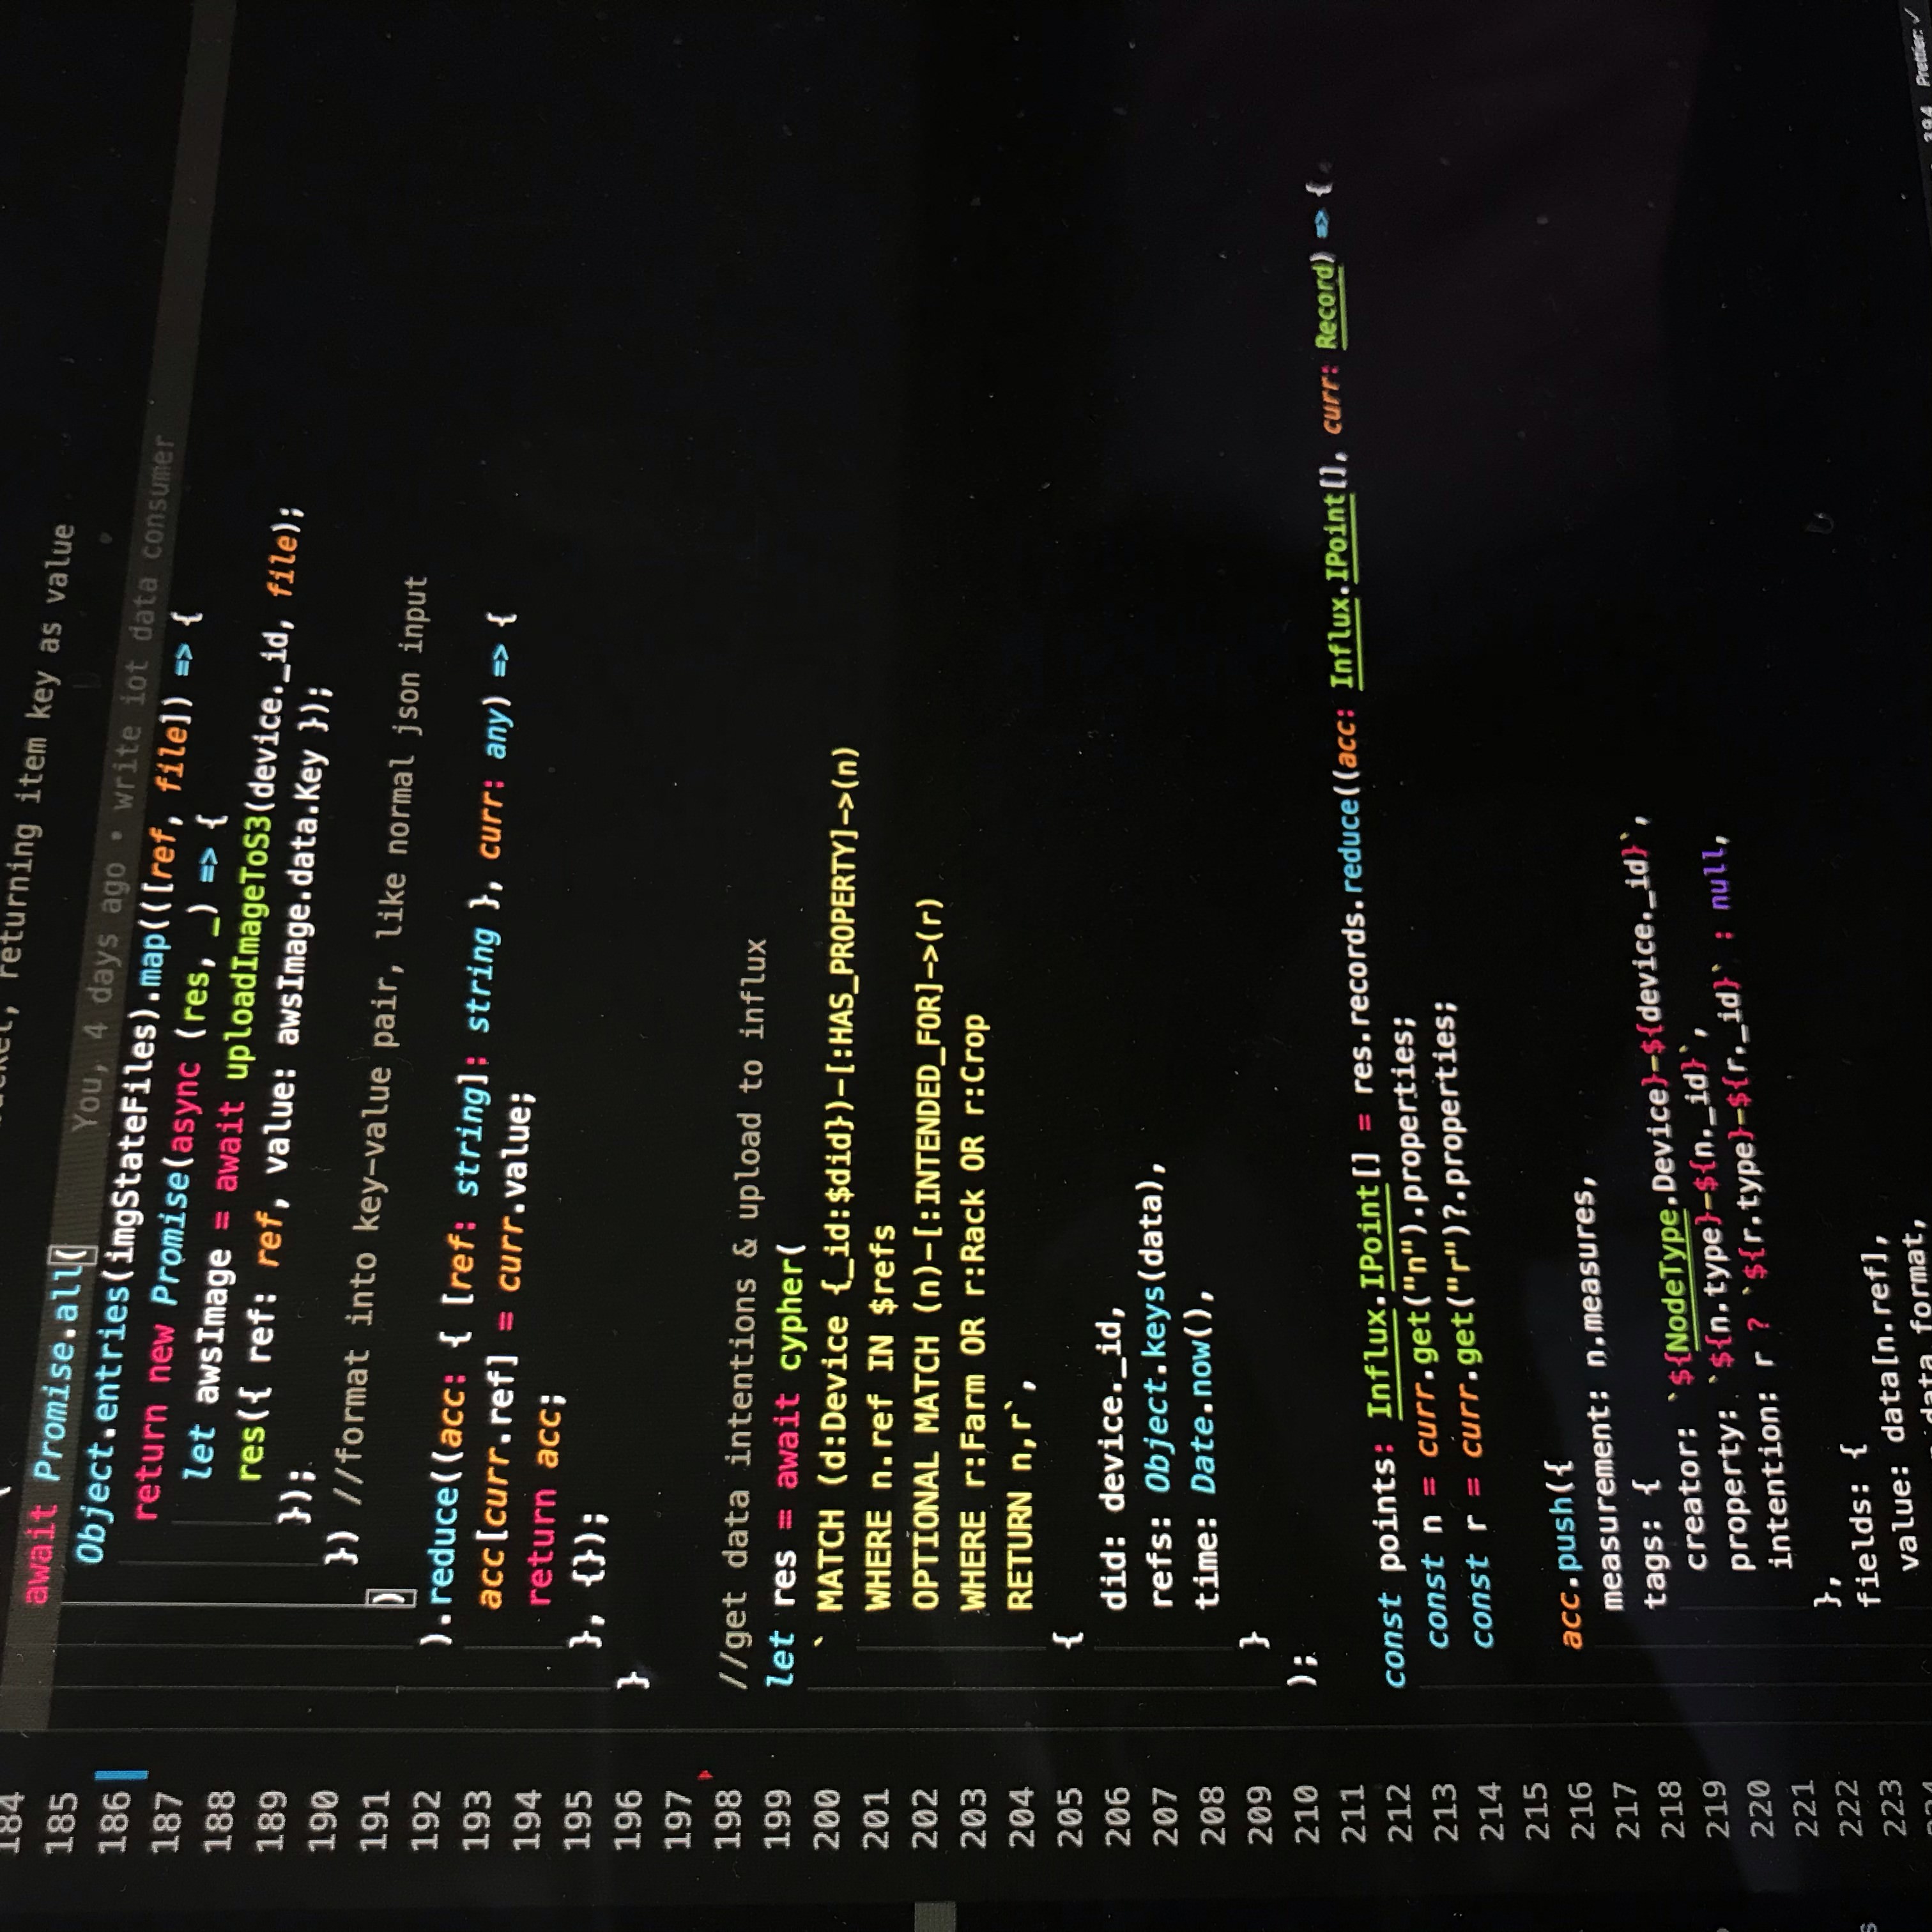 184
returning item key as value
185 await Promise.all( You, 4 days ago • write iot data consumer
186 Object.entries(imgStateFiles).map(([ref, file]) => {
187 return new Promise(async (res, _) => {
188 let awsImage = await uploadImageToS3(device._id, file);
189 res({ ref: ref, value: awsImage.data.Key });
190 });
191 }) //format into key-value pair, like normal json input
192 )
193 ).reduce((acc: { [ref: string]: string }, curr: any) => {
194 acc[curr.ref] = curr.value;
195 return acc;
196 }, {});
197 }
198
199 //get data intentions & upload to influx
200 let res = await cypher(
201 ` MATCH (d:Device {_id:$did})-[:HAS_PROPERTY]->(n)
202 WHERE n.ref IN $refs
203 OPTIONAL MATCH (n)-[:INTENDED_FOR]->(r)
204 WHERE r:Farm OR r:Rack OR r:Crop
205 RETURN n,r`,
206 {
207 did: device._id,
208 refs: Object.keys(data),
209 time: Date.now(),
210 }
211 );
212
213 const points: Influx.IPoint[] = res.records.reduce((acc: Influx.IPoint[], curr: Record) => {
214 const n = curr.get("n").properties;
215 const r = curr.get("r")?.properties;
216
217 acc.push({
218 measurement: n.measures,
219 tags: {
220 creator: `${NodeType.Device}-${device._id}`,
221 property: `${n.type}-${n._id}`,
222 intention: r ? `${r.type}-${r._id}` : null,
223 },
fields: {
value: data[n.ref],
data format,
394 Prettier: ✓